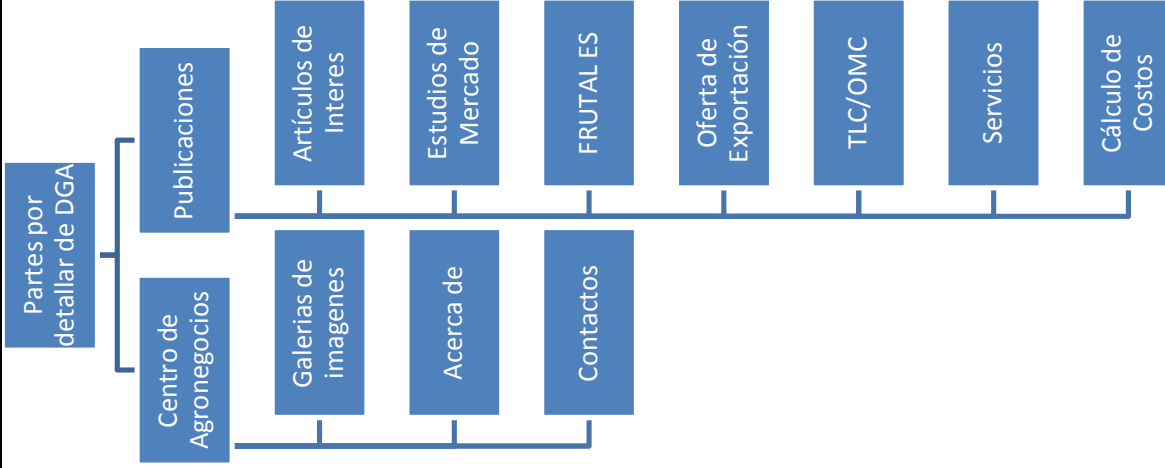 Partes por
detallar de DGA
Centro de
Agronegocios
Galerias de
imagenes
Acerca de
Contactos
Publicaciones
Artículos de
Interes
Estudios de
Mercado
FRUTAL ES
Oferta de
Exportación
TLC/OMC
Servicios
Cálculo de
Costos